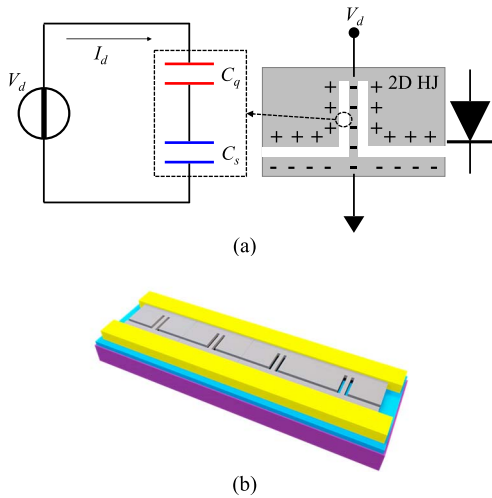 V_d
I_d
V_d
C_q
C_s
2D HJ
+ + + + + +
+ + + + + + + +
- - - -
- - - - - - - - -
(a)
(b)